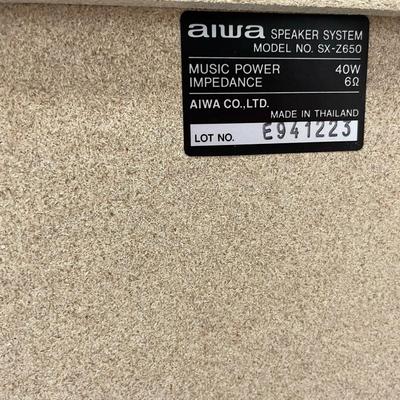 aiwa SPEAKER SYSTEM
MODEL NO. SX-Z650
MUSIC POWER 40W
IMPEDANCE 6Ω
AIWA CO.,LTD.
MADE IN THAILAND
LOT NO. E941223